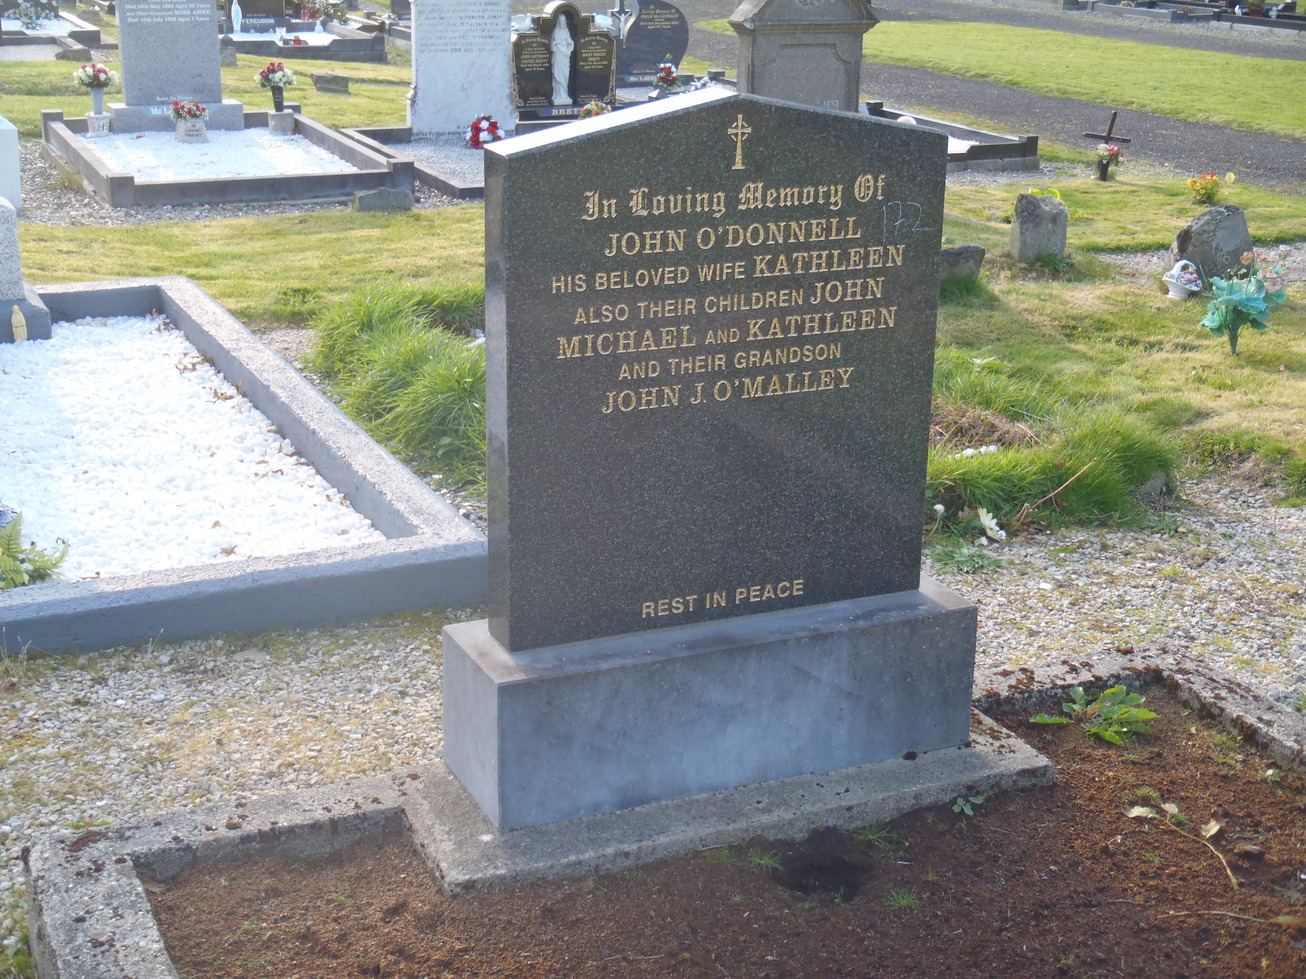 In Loving Memory Of
172
JOHN O'DONNELL
HIS BELOVED WIFE KATHLEEN
ALSO THEIR CHILDREN JOHN
MICHAEL AND KATHLEEN
AND THEIR GRANDSON
JOHN J. O'MALLEY
REST IN PEACE